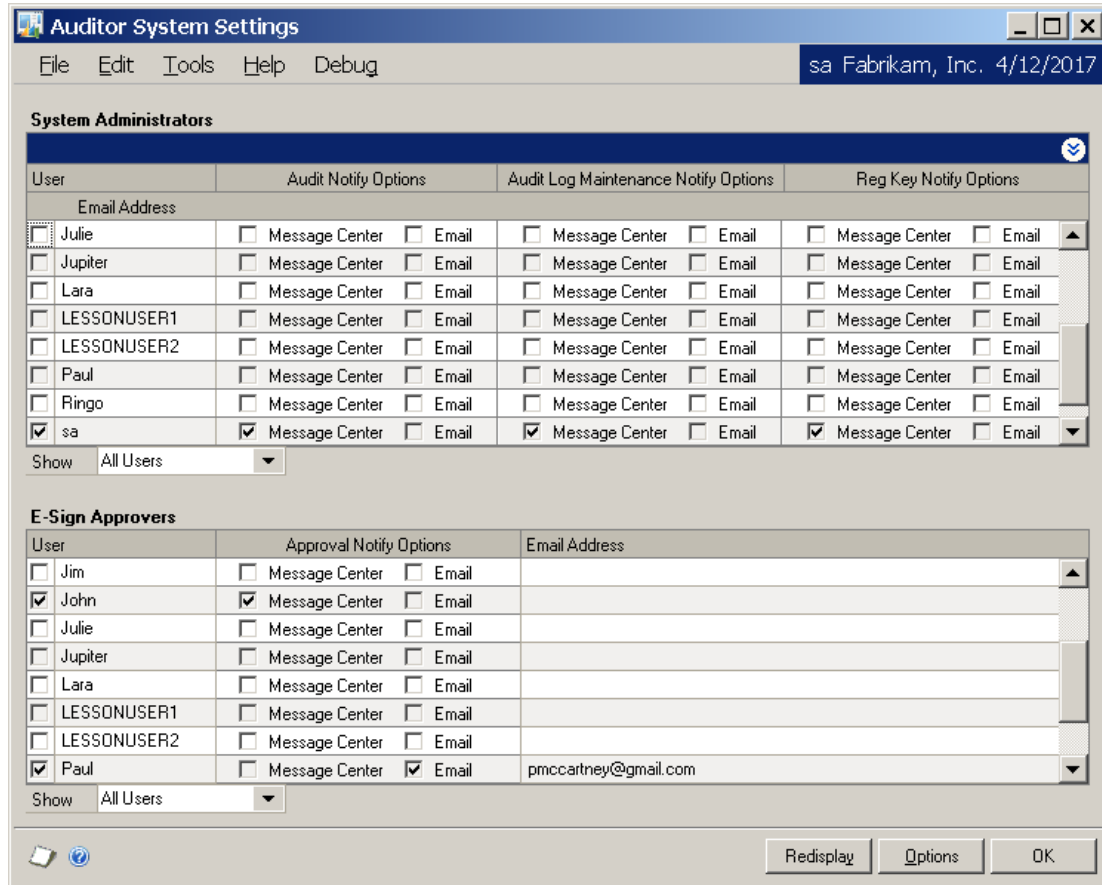 Auditor System Settings
File Edit Tools Help Debug sa Fabrikam, Inc. 4/12/2017
System Administrators
User Audit Notify Options Audit Log Maintenance Notify Options Reg Key Notify Options
Email Address
Julie Message Center Email Message Center Email Message Center Email
Jupiter Message Center Email Message Center Email Message Center Email
Lara Message Center Email Message Center Email Message Center Email
LESSONUSER1 Message Center Email Message Center Email Message Center Email
LESSONUSER2 Message Center Email Message Center Email Message Center Email
Paul Message Center Email Message Center Email Message Center Email
Ringo Message Center Email Message Center Email Message Center Email
sa Message Center Email Message Center Email Message Center Email
Show All Users
E-Sign Approvers
User Approval Notify Options Email Address
Jim Message Center Email
John Message Center Email
Julie Message Center Email
Jupiter Message Center Email
Lara Message Center Email
LESSONUSER1 Message Center Email
LESSONUSER2 Message Center Email
Paul Message Center Email pmccartney@gmail.com
Show All Users
Redisplay Options OK